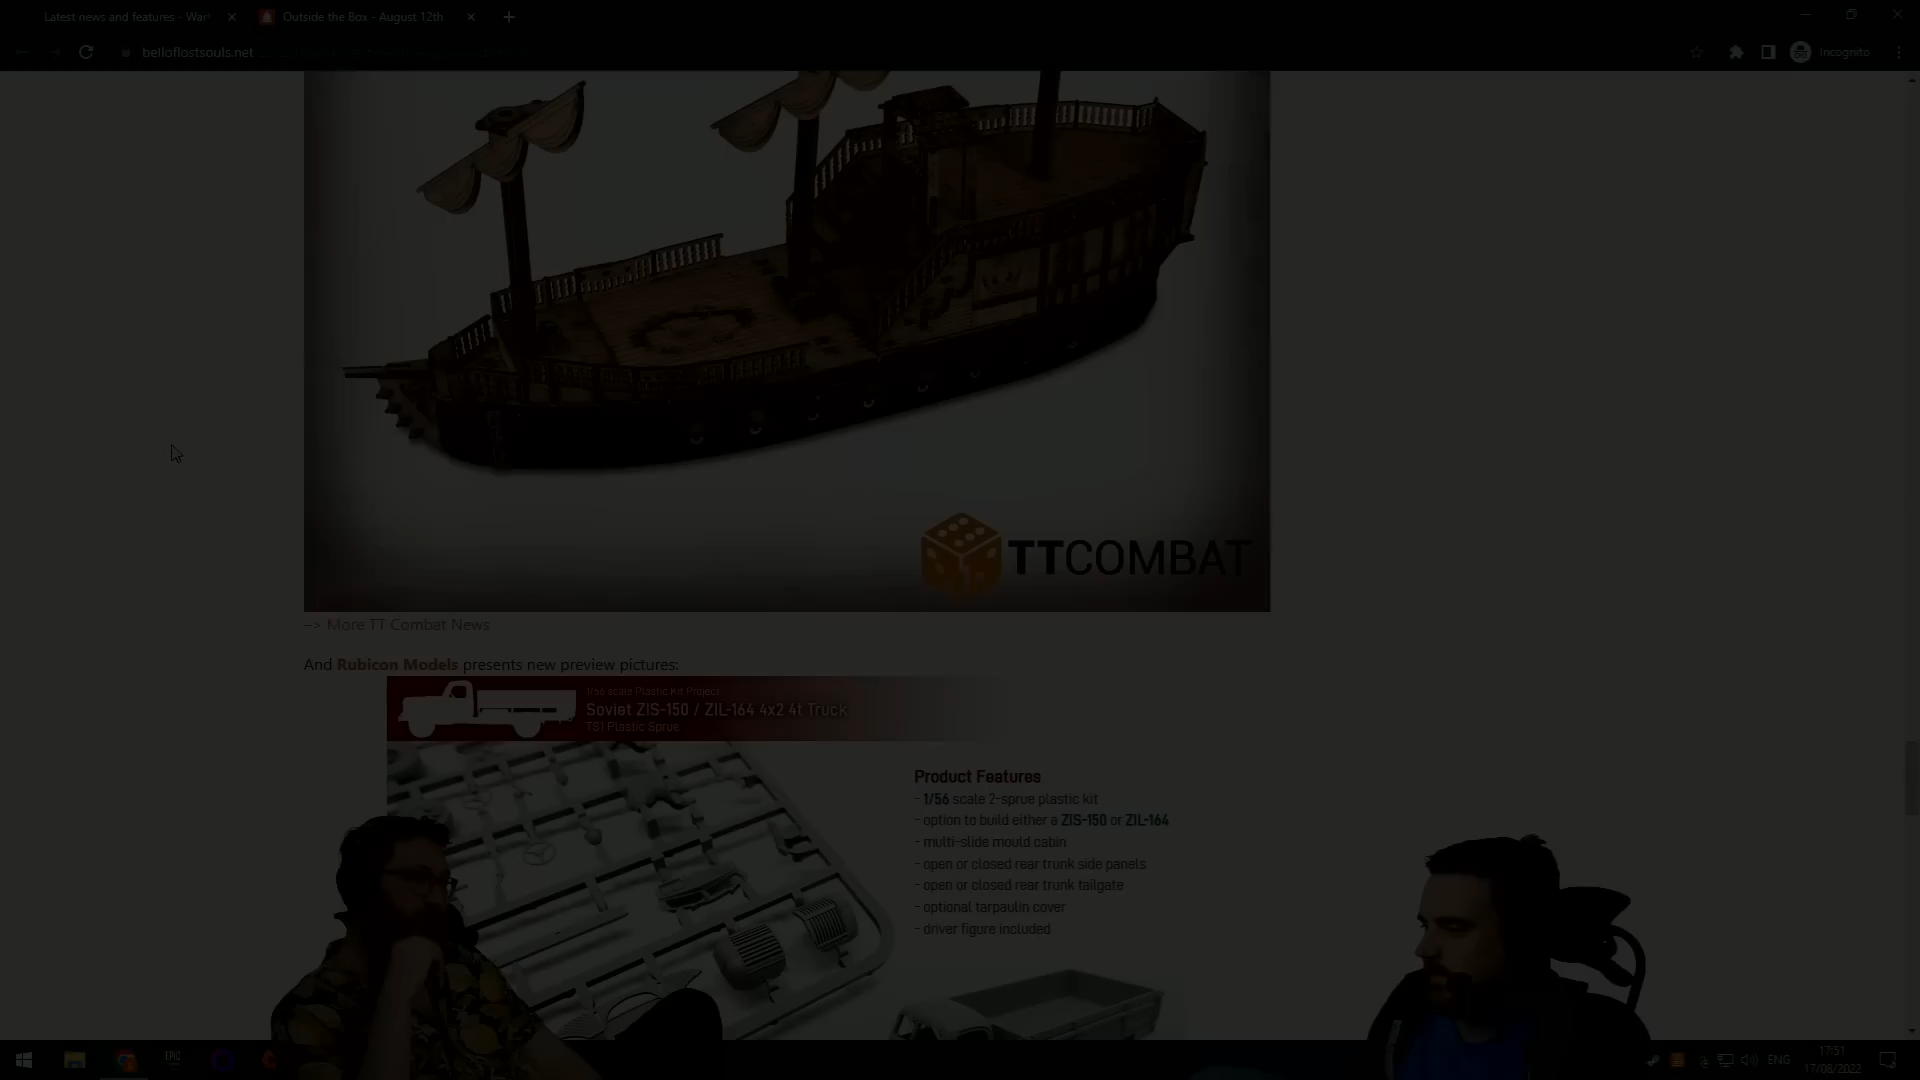 Latest news and features - War
Outside the Box - August 12th
belloflostsouls.net
Incognito
TTCOMBAT
--> More TT Combat News
And Rubicon Models presents new preview pictures:
1/56 scale Plastic Kit Project
Soviet ZIS-150 / ZIL-164 4x2 4t Truck
TS1 Plastic Sprue
Product Features
- 1/56 scale 2-sprue plastic kit
- option to build either a ZIS-150 or ZIL-164
- multi-slide mould cabin
- open or closed rear trunk side panels
- open or closed rear trunk tailgate
- optional tarpaulin cover
- driver figure included
EPIC
ENG
17:51
17/08/2022